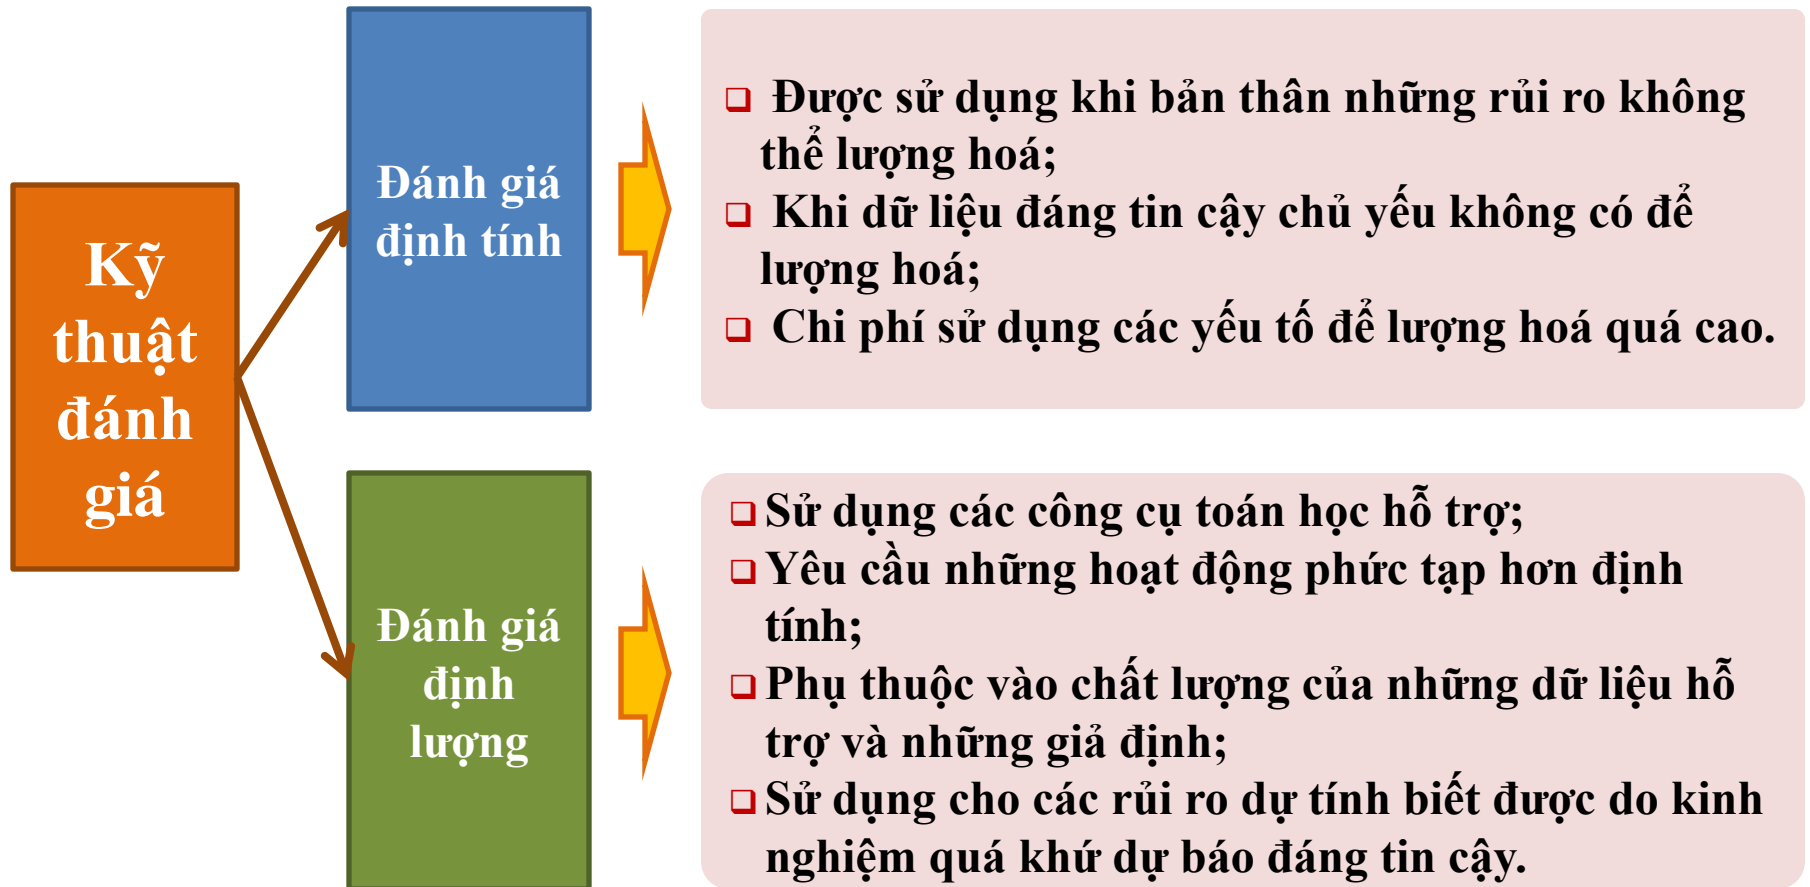 Kỹ
thuật
đánh
giá
Đánh giá
định tính
Được sử dụng khi bản thân những rủi ro không
thể lượng hoá;
Khi dữ liệu đáng tin cậy chủ yếu không có để
lượng hoá;
Chi phí sử dụng các yếu tố để lượng hoá quá cao.
Đánh giá
định
lượng
Sử dụng các công cụ toán học hỗ trợ;
Yêu cầu những hoạt động phức tạp hơn định
tính;
Phụ thuộc vào chất lượng của những dữ liệu hỗ
trợ và những giả định;
Sử dụng cho các rủi ro dự tính biết được do kinh
nghiệm quá khứ dự báo đáng tin cậy.